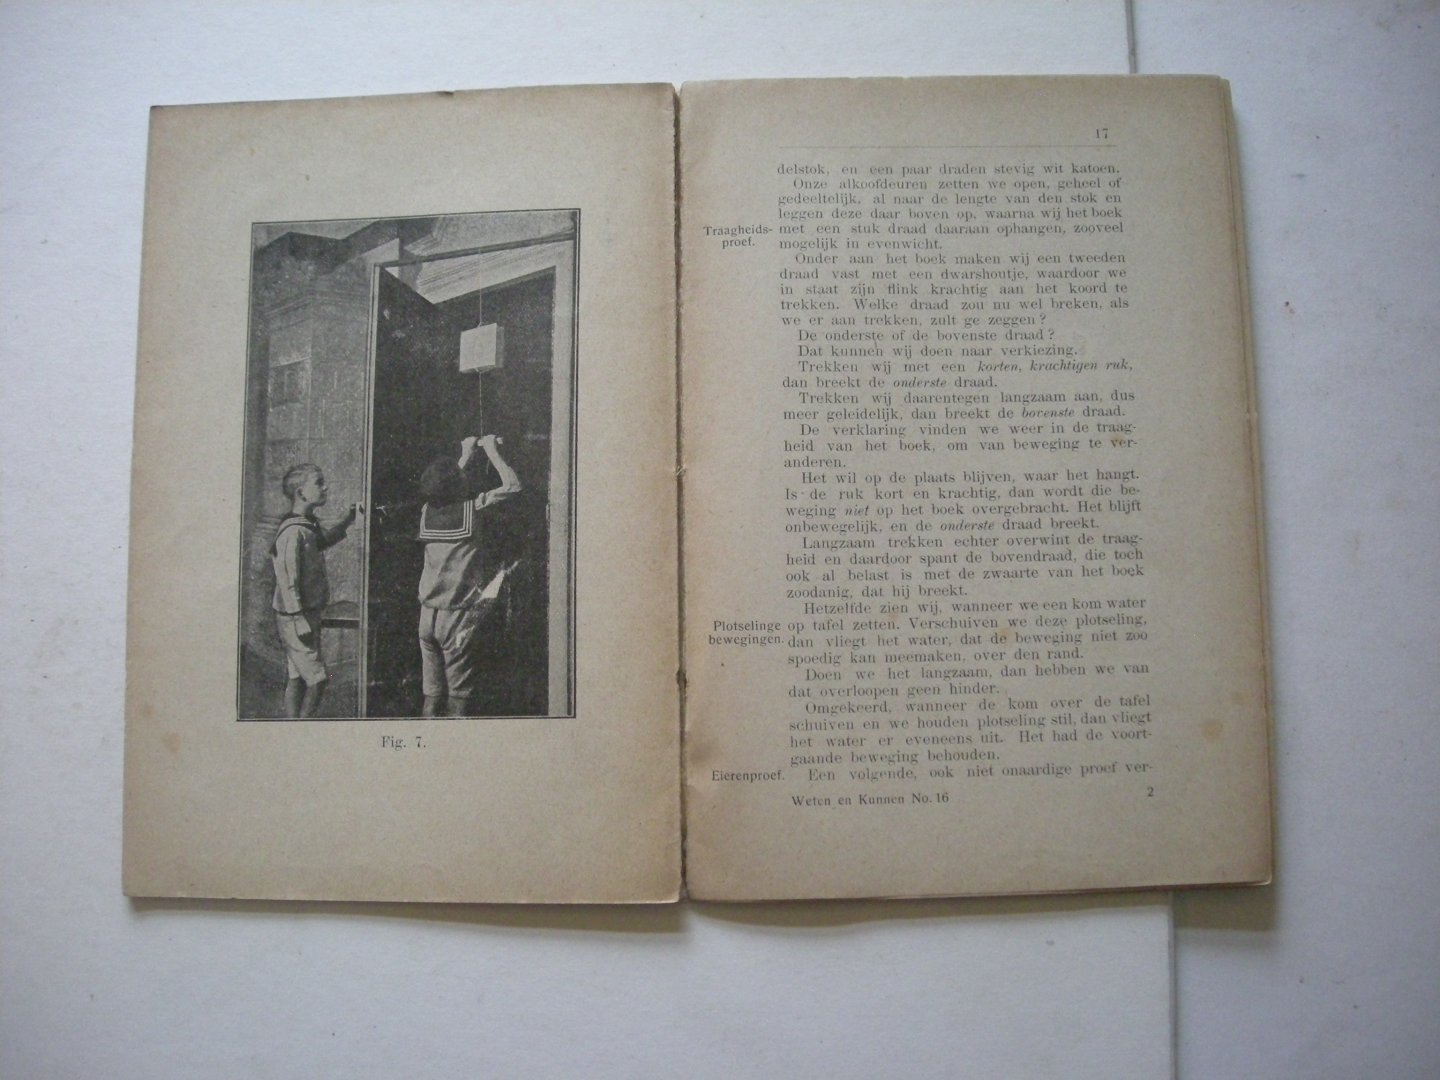 Fig. 7.
17
delstok, en een paar draden stevig wit katoen.
Onze alkoofdeuren zetten we open, geheel of
gedeeltelijk, al naar de lengte van den stok en
leggen deze daar boven op, waarna wij het boek
Traagheids- met een stuk draad daaraan ophangen, zooveel
proef. mogelijk in evenwicht.
Onder aan het boek maken wij een tweeden
draad vast met een dwarshoutje, waardoor we
in staat zijn flink krachtig aan het koord te
trekken. Welke draad zou nu wel breken, als
we er aan trekken, zult ge zeggen?
De onderste of de bovenste draad?
Dat kunnen wij doen naar verkiezing.
Trekken wij met een korten, krachtigen ruk,
dan breekt de onderste draad.
Trekken wij daarentegen langzaam aan, dus
meer geleidelijk, dan breekt de bovenste draad.
De verklaring vinden we weer in de traag-
heid van het boek, om van beweging te ver-
anderen.
Het wil op de plaats blijven, waar het hangt.
Is de ruk kort en krachtig, dan wordt die be-
weging niet op het boek overgebracht. Het blijft
onbewegelijk, en de onderste draad breekt.
Langzaam trekken echter overwint de traag-
heid en daardoor spant de bovendraad, die toch
ook al belast is met de zwaarte van het boek
zoodanig, dat hij breekt.
Hetzelfde zien wij, wanneer we een kom water
Plotselinge op tafel zetten. Verschuiven we deze plotseling,
bewegingen. dan vliegt het water, dat de beweging niet zoo
spoedig kan meemaken, over den rand.
Doen we het langzaam, dan hebben we van
dat overloopen geen hinder.
Omgekeerd, wanneer de kom over de tafel
schuiven en we houden plotseling stil, dan vliegt
het water er eveneens uit. Het had de voort-
gaande beweging behouden.
Eierenproef. Een volgende, ook niet onaardige proef ver-
Weten en Kunnen No. 16 2